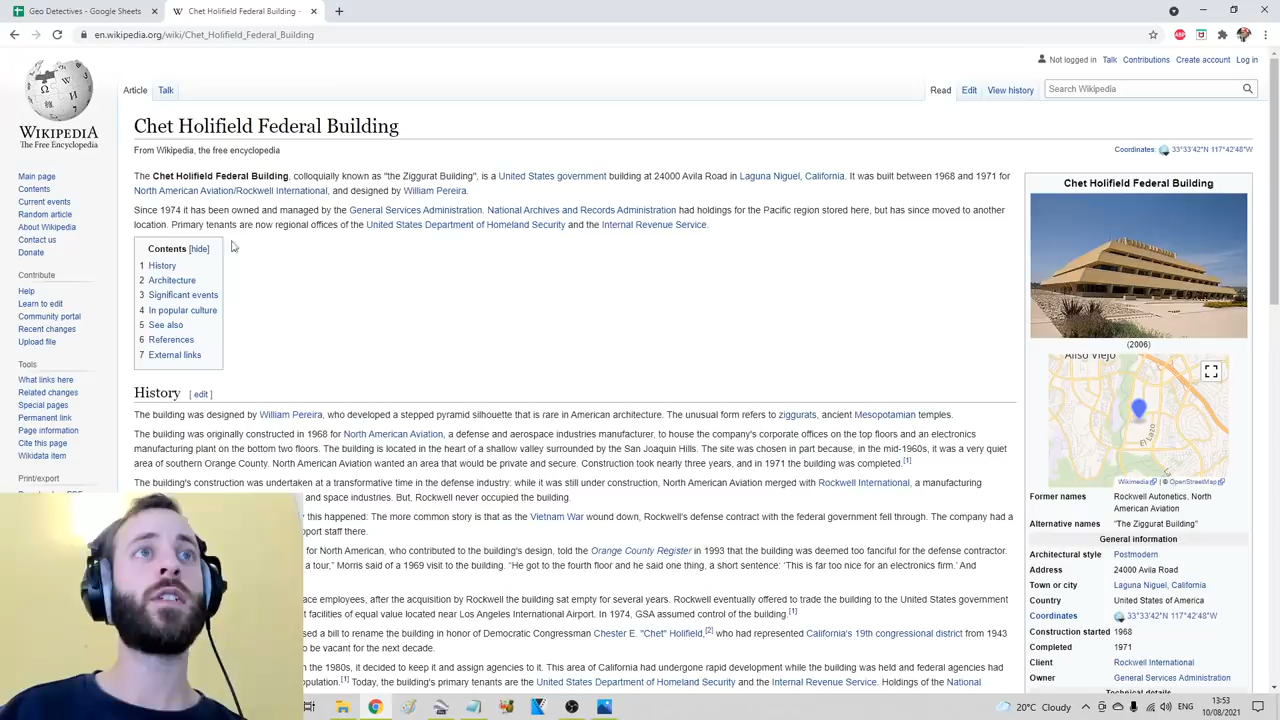 Geo Detectives - Google Sheets
Chet Holifield Federal Building -
en.wikipedia.org/wiki/Chet_Holifield_Federal_Building
Not logged in Talk Contributions Create account Log in
Article Talk
Read Edit View history
Search Wikipedia
WIKIPEDIA
The Free Encyclopedia
Main page
Contents
Current events
Random article
About Wikipedia
Contact us
Donate
Contribute
Help
Learn to edit
Community portal
Recent changes
Upload file
Tools
What links here
Related changes
Special pages
Permanent link
Page information
Cite this page
Wikidata item
Print/export
Chet Holifield Federal Building
From Wikipedia, the free encyclopedia
Coordinates: 33°33′42″N 117°42′48″W
The Chet Holifield Federal Building, colloquially known as "the Ziggurat Building", is a United States government building at 24000 Avila Road in Laguna Niguel, California. It was built between 1968 and 1971 for
North American Aviation/Rockwell International, and designed by William Pereira.
Since 1974 it has been owned and managed by the General Services Administration. National Archives and Records Administration had holdings for the Pacific region stored here, but has since moved to another
location. Primary tenants are now regional offices of the United States Department of Homeland Security and the Internal Revenue Service.
Contents [hide]
1 History
2 Architecture
3 Significant events
4 In popular culture
5 See also
6 References
7 External links
History [ edit ]
The building was designed by William Pereira, who developed a stepped pyramid silhouette that is rare in American architecture. The unusual form refers to ziggurats, ancient Mesopotamian temples.
The building was originally constructed in 1968 for North American Aviation, a defense and aerospace industries manufacturer, to house the company's corporate offices on the top floors and an electronics
manufacturing plant on the bottom two floors. The building is located in the heart of a shallow valley surrounded by the San Joaquin Hills. The site was chosen in part because, in the mid-1960s, it was a very quiet
area of southern Orange County. North American Aviation wanted an area that would be private and secure. Construction took nearly three years, and in 1971 the building was completed.[1]
The building's construction was undertaken at a transformative time in the defense industry: while it was still under construction, North American Aviation merged with Rockwell International, a manufacturing
and space industries. But, Rockwell never occupied the building.
this happened: The more common story is that as the Vietnam War wound down, Rockwell's defense contract with the federal government fell through. The company had a
port staff there.
for North American, who contributed to the building's design, told the Orange County Register in 1993 that the building was deemed too fanciful for the defense contractor.
a tour," Morris said of a 1969 visit to the building. "He got to the fourth floor and he said one thing, a short sentence: 'This is far too nice for an electronics firm.' And
ace employees, after the acquisition by Rockwell the building sat empty for several years. Rockwell eventually offered to trade the building to the United States government
facilities of equal value located near Los Angeles International Airport. In 1974, GSA assumed control of the building.[1]
sed a bill to rename the building in honor of Democratic Congressman Chester E. "Chet" Holifield,[2] who had represented California's 19th congressional district from 1943
o be vacant for the next decade.
n the 1980s, it decided to keep it and assign agencies to it. This area of California had undergone rapid development while the building was held and federal agencies had
pulation.[1] Today, the building's primary tenants are the United States Department of Homeland Security and the Internal Revenue Service. Holdings of the National
Chet Holifield Federal Building
(2006)
Aliso Viejo
El Lazo
Wikimedia | © OpenStreetMap
Former names Rockwell Autonetics, North
American Aviation
Alternative names "The Ziggurat Building"
General information
Architectural style Postmodern
Address 24000 Avila Road
Town or city Laguna Niguel, California
Country United States of America
Coordinates 33°33′42″N 117°42′48″W
Construction started 1968
Completed 1971
Client Rockwell International
Owner General Services Administration
Technical details
20°C Cloudy
ENG
13:53
10/08/2021